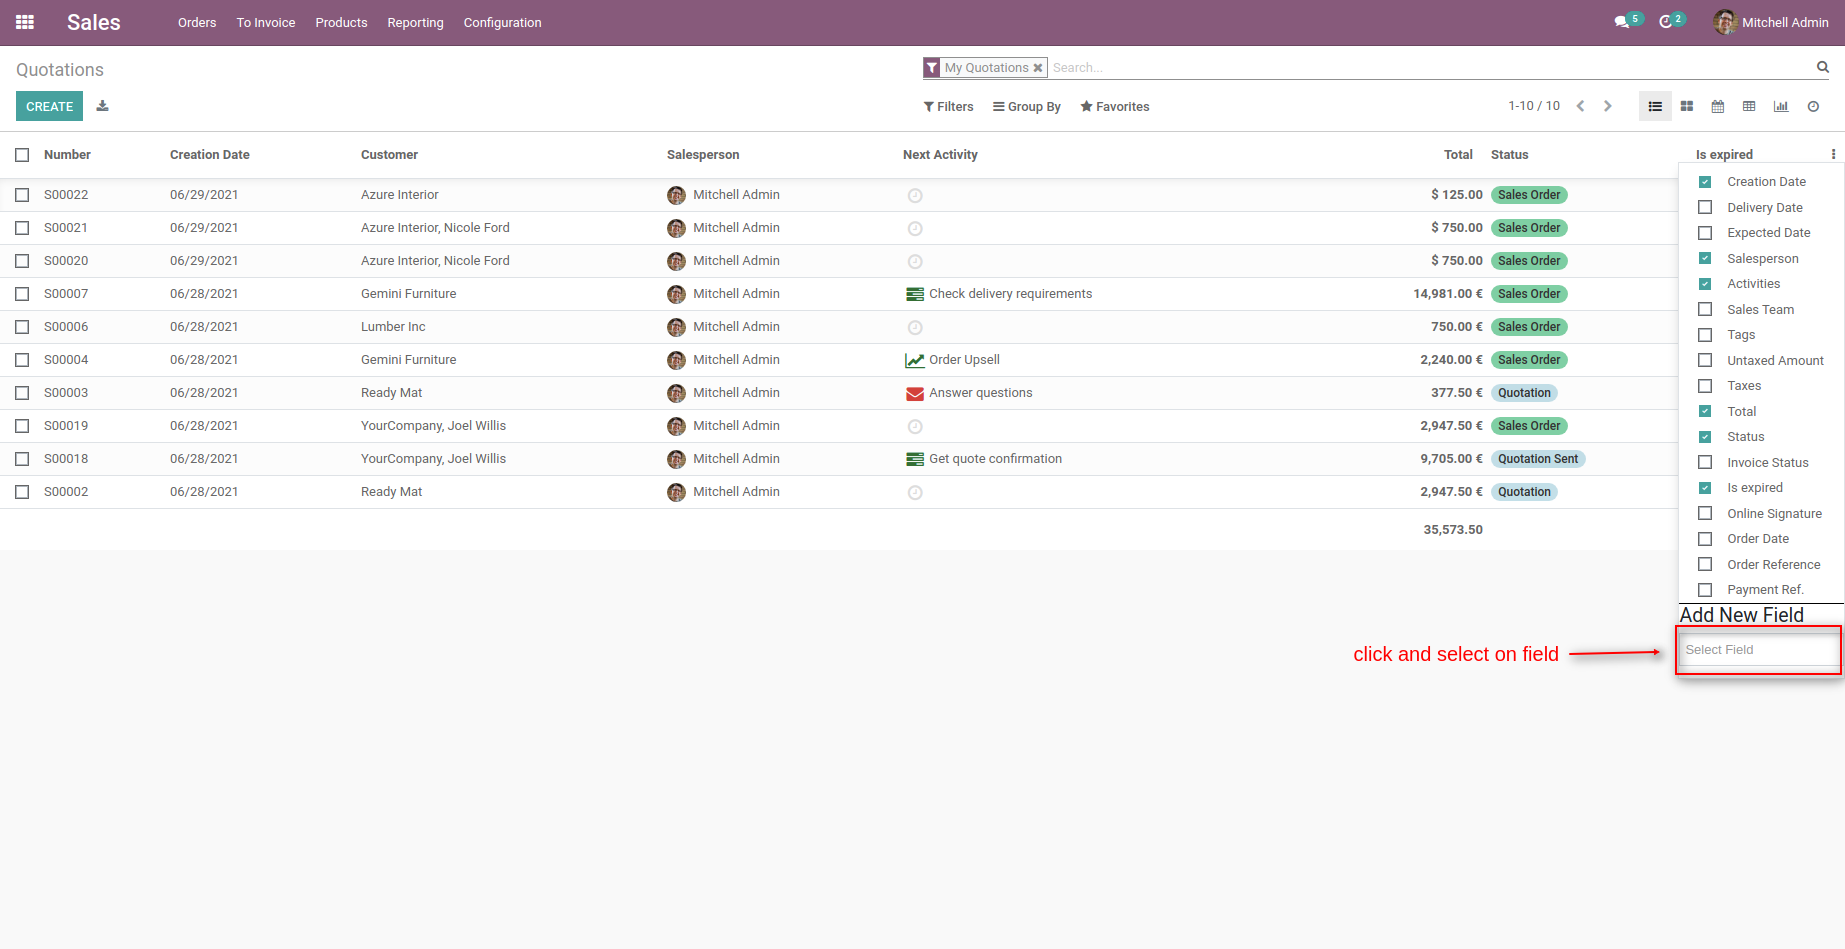 Sales Orders To Invoice Products Reporting Configuration 5 2 Mitchell Admin
Quotations My Quotations Search...
CREATE Filters Group By Favorites 1-10 / 10
Number Creation Date Customer Salesperson Next Activity Total Status Is expired
S00022 06/29/2021 Azure Interior Mitchell Admin $ 125.00 Sales Order
S00021 06/29/2021 Azure Interior, Nicole Ford Mitchell Admin $ 750.00 Sales Order
S00020 06/29/2021 Azure Interior, Nicole Ford Mitchell Admin $ 750.00 Sales Order
S00007 06/28/2021 Gemini Furniture Mitchell Admin Check delivery requirements 14,981.00 € Sales Order
S00006 06/28/2021 Lumber Inc Mitchell Admin 750.00 € Sales Order
S00004 06/28/2021 Gemini Furniture Mitchell Admin Order Upsell 2,240.00 € Sales Order
S00003 06/28/2021 Ready Mat Mitchell Admin Answer questions 377.50 € Quotation
S00019 06/28/2021 YourCompany, Joel Willis Mitchell Admin 2,947.50 € Sales Order
S00018 06/28/2021 YourCompany, Joel Willis Mitchell Admin Get quote confirmation 9,705.00 € Quotation Sent
S00002 06/28/2021 Ready Mat Mitchell Admin 2,947.50 € Quotation
35,573.50
Creation Date
Delivery Date
Expected Date
Salesperson
Activities
Sales Team
Tags
Untaxed Amount
Taxes
Total
Status
Invoice Status
Is expired
Online Signature
Order Date
Order Reference
Payment Ref.
Add New Field
click and select on field
Select Field